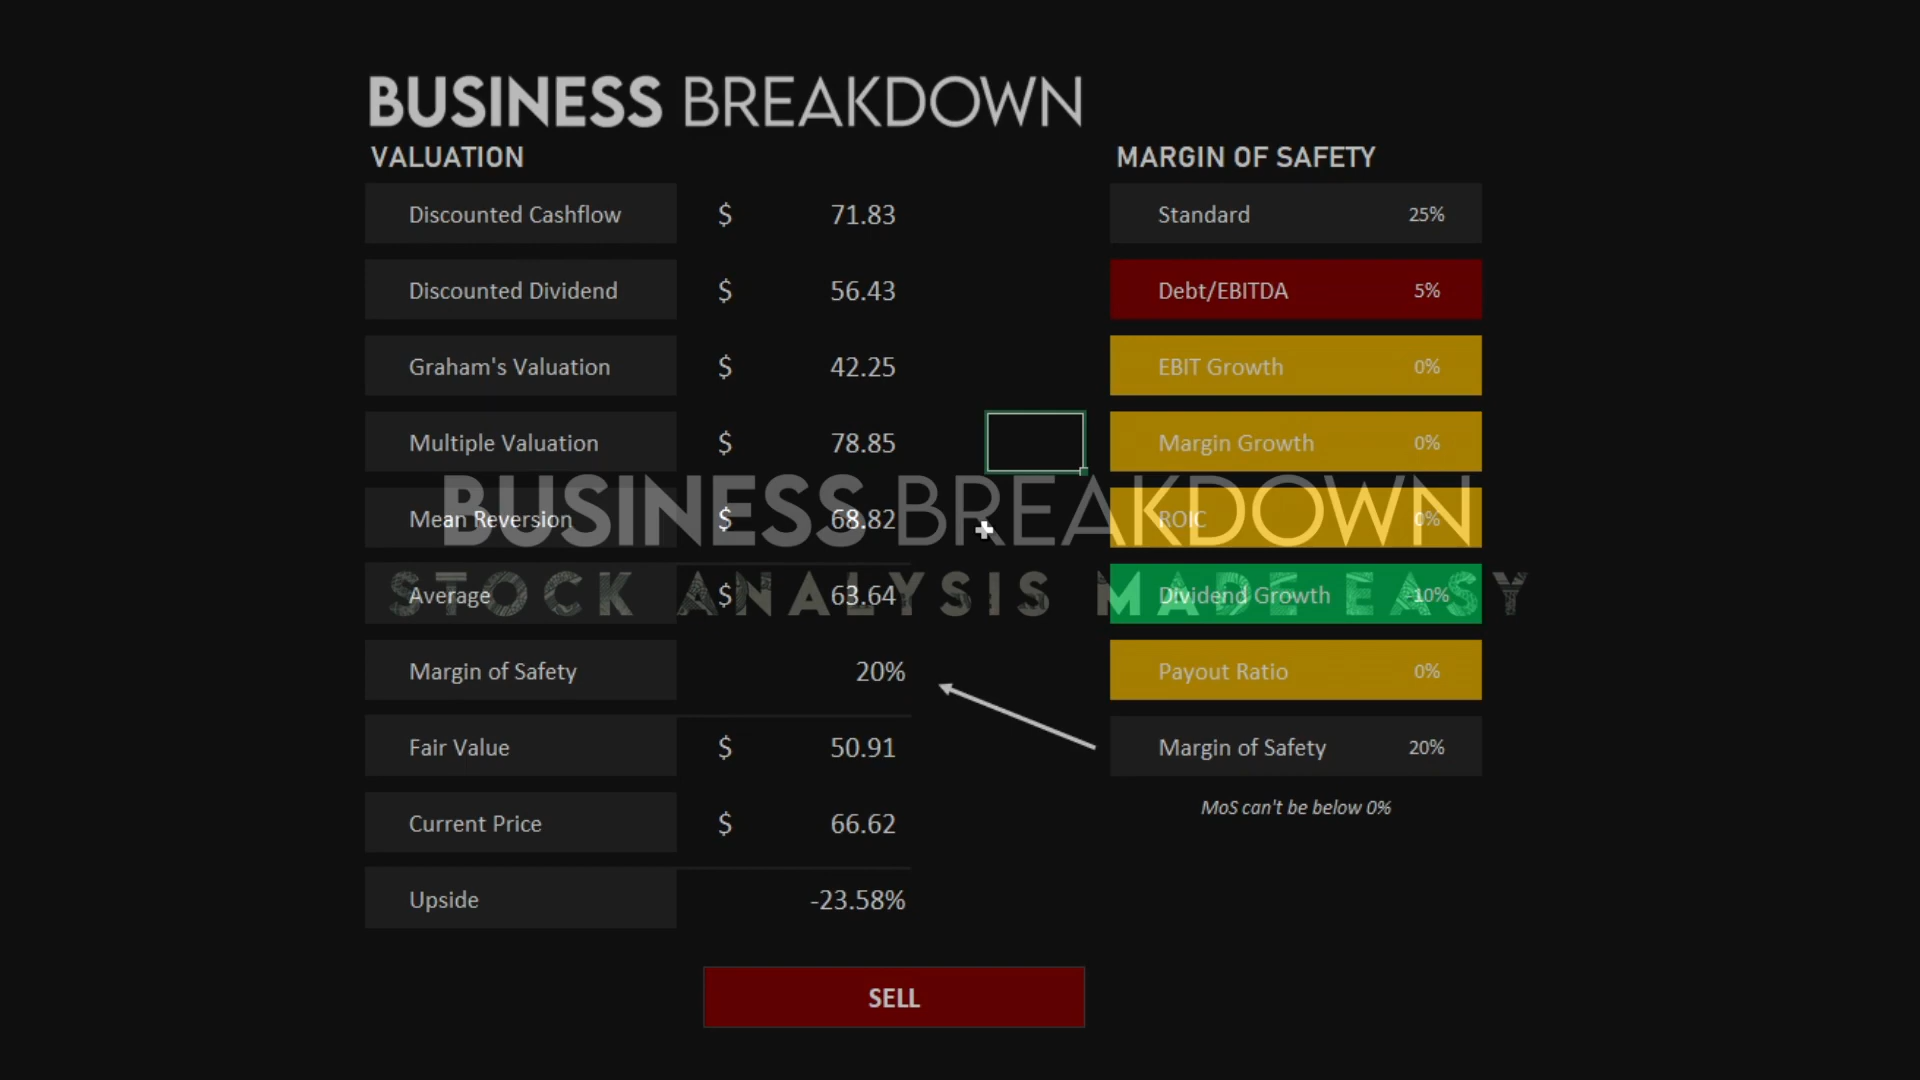 BUSINESS BREAKDOWN
VALUATION
Discounted Cashflow $ 71.83
Discounted Dividend $ 56.43
Graham's Valuation $ 42.25
Multiple Valuation $ 78.85
Mean Reversion $ 68.82
Average $ 63.64
Margin of Safety 20%
Fair Value $ 50.91
Current Price $ 66.62
Upside -23.58%
SELL
MARGIN OF SAFETY
Standard 25%
Debt/EBITDA 5%
EBIT Growth 0%
Margin Growth 0%
ROIC 0%
Dividend Growth -10%
Payout Ratio 0%
Margin of Safety 20%
MoS can't be below 0%
BUSINESS BREAKDOWN
STOCK ANALYSIS MADE EASY